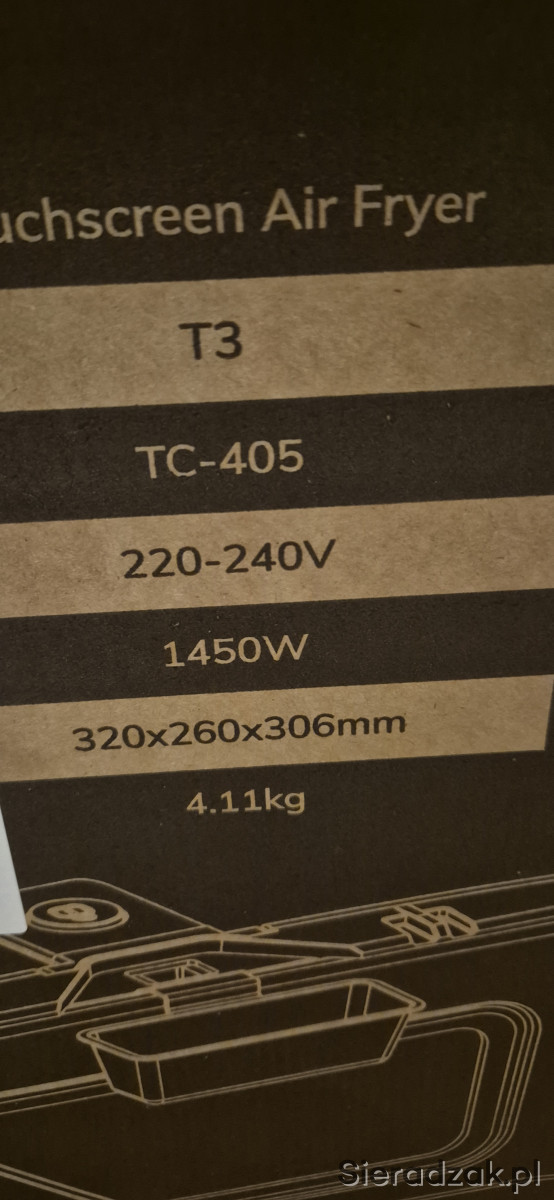 uchscreen Air Fryer
T3
TC-405
220-240V
1450W
320x260x306mm
4.11kg
Sieradzak.pl